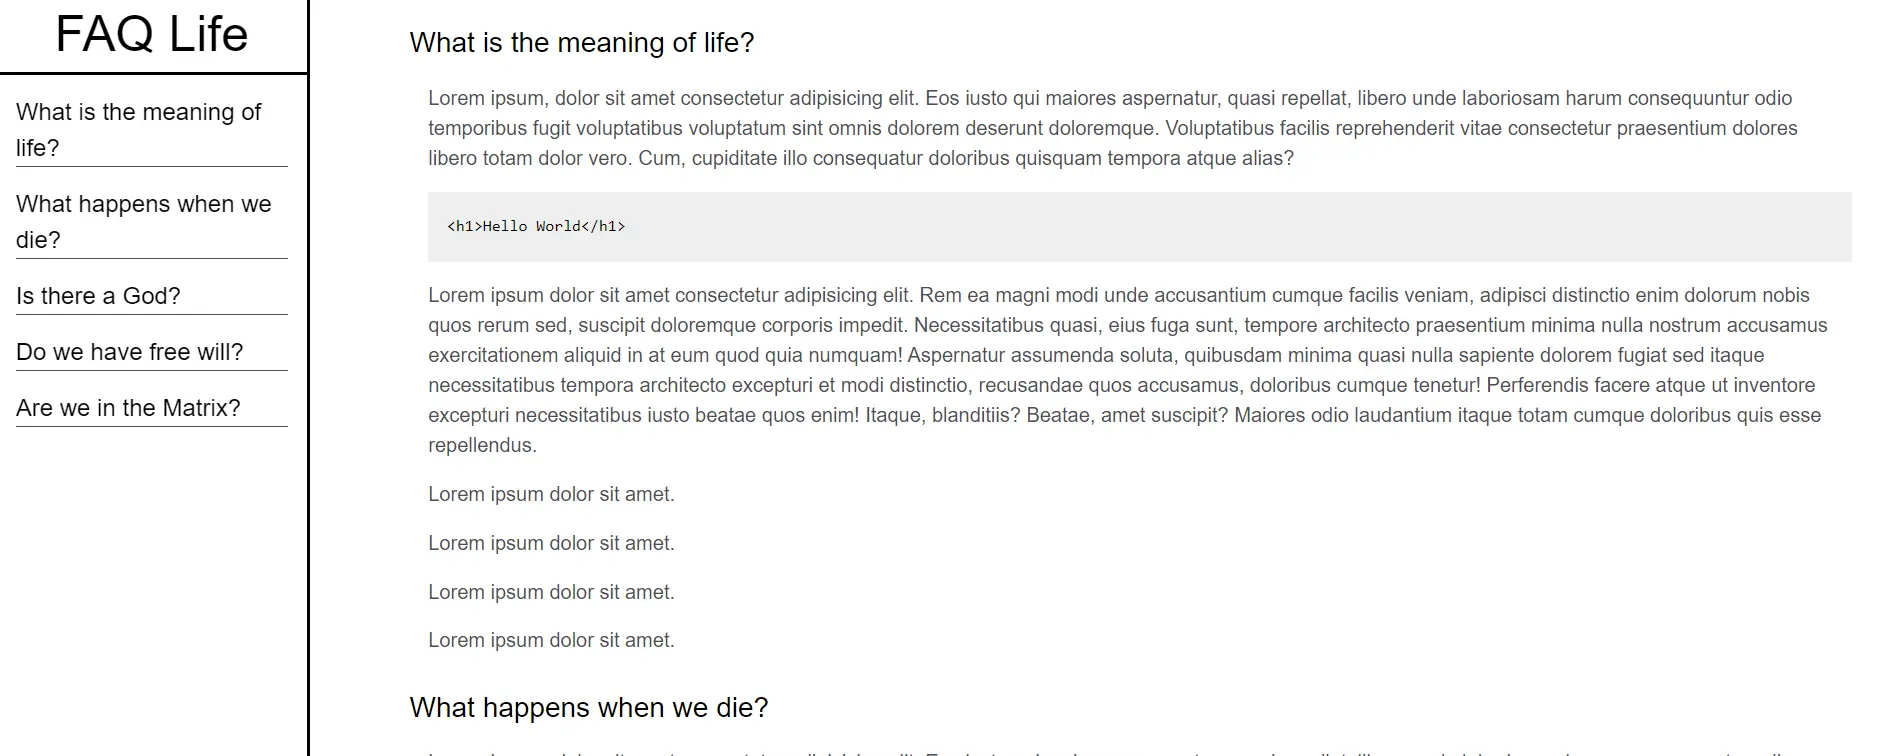 FAQ Life
What is the meaning of
life?
What happens when we
die?
Is there a God?
Do we have free will?
Are we in the Matrix?
What is the meaning of life?
Lorem ipsum, dolor sit amet consectetur adipisicing elit. Eos iusto qui maiores aspernatur, quasi repellat, libero unde laboriosam harum consequuntur odio
temporibus fugit voluptatibus voluptatum sint omnis dolorem deserunt doloremque. Voluptatibus facilis reprehenderit vitae consectetur praesentium dolores
libero totam dolor vero. Cum, cupiditate illo consequatur doloribus quisquam tempora atque alias?
<h1>Hello World</h1>
Lorem ipsum dolor sit amet consectetur adipisicing elit. Rem ea magni modi unde accusantium cumque facilis veniam, adipisci distinctio enim dolorum nobis
quos rerum sed, suscipit doloremque corporis impedit. Necessitatibus quasi, eius fuga sunt, tempore architecto praesentium minima nulla nostrum accusamus
exercitationem aliquid in at eum quod quia numquam! Aspernatur assumenda soluta, quibusdam minima quasi nulla sapiente dolorem fugiat sed itaque
necessitatibus tempora architecto excepturi et modi distinctio, recusandae quos accusamus, doloribus cumque tenetur! Perferendis facere atque ut inventore
excepturi necessitatibus iusto beatae quos enim! Itaque, blanditiis? Beatae, amet suscipit? Maiores odio laudantium itaque totam cumque doloribus quis esse
repellendus.
Lorem ipsum dolor sit amet.
Lorem ipsum dolor sit amet.
Lorem ipsum dolor sit amet.
Lorem ipsum dolor sit amet.
What happens when we die?